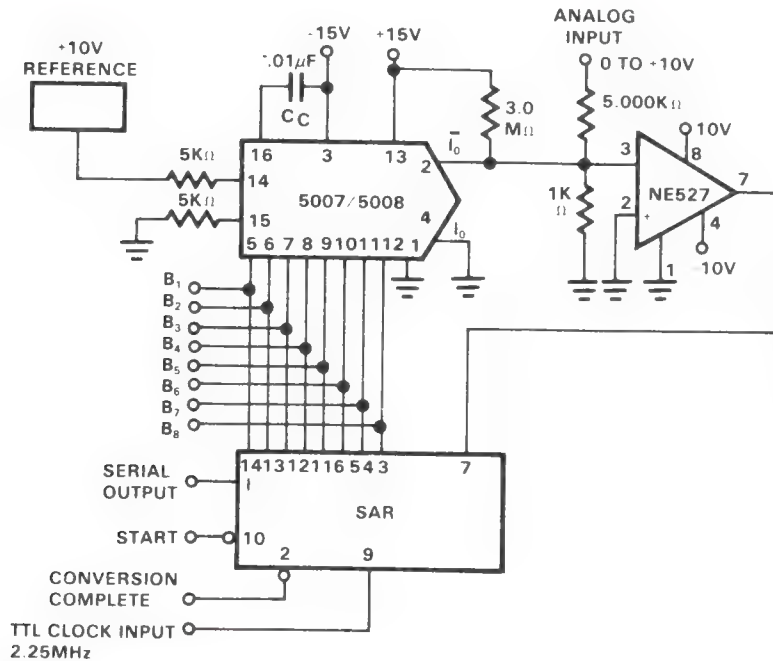 +10V
REFERENCE
.01μF
CC
-15V
+15V
3.0
MΩ
ANALOG
INPUT
0 TO +10V
5.000KΩ
5KΩ
5KΩ
16
3
13
2
I0
14
15
5007/5008
4
I0
5 6 7 8 9 10 11 12 1
1K
Ω
3
2
+
NE527
10V
8
7
4
-10V
1
B1
B2
B3
B4
B5
B6
B7
B8
14 13 12 11 6 5 4 3
7
SERIAL
OUTPUT
1
SAR
START
10
2
9
CONVERSION
COMPLETE
TTL CLOCK INPUT
2.25MHz